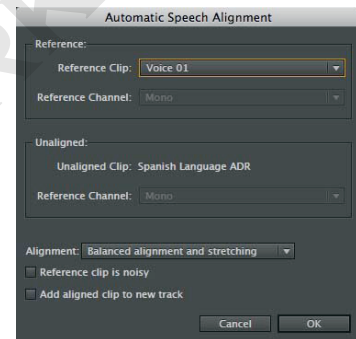 Automatic Speech Alignment
Reference:
Reference Clip: Voice 01
Reference Channel: Mono
Unaligned:
Unaligned Clip: Spanish Language ADR
Reference Channel: Mono
Alignment: Balanced alignment and stretching
Reference clip is noisy
Add aligned clip to new track
Cancel OK